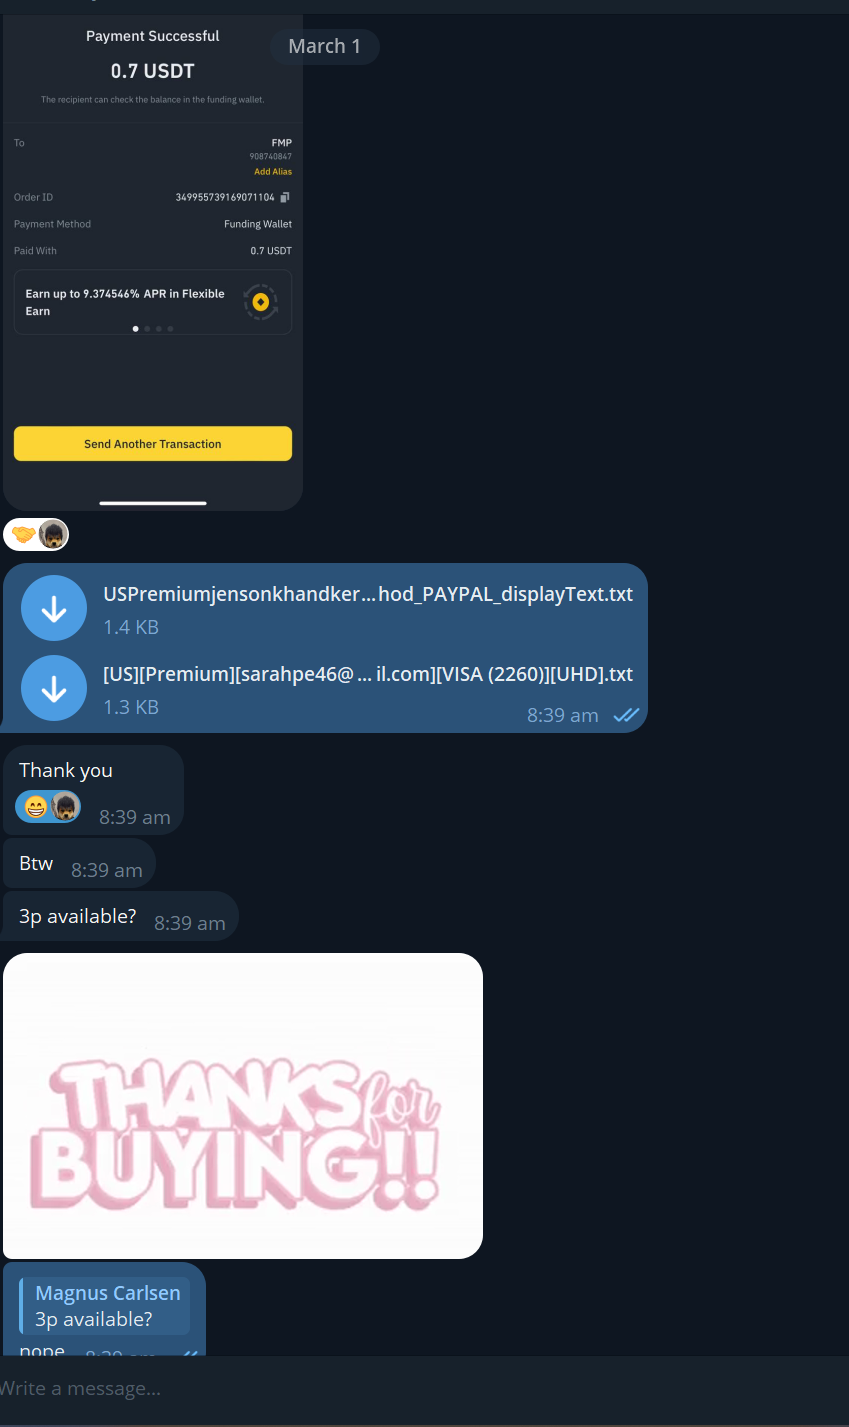 Payment Successful
March 1
0.7 USDT
The recipient can check the balance in the funding wallet.
To
FMP
908740847
Add Alias
Order ID
349955739169071104
Payment Method
Funding Wallet
Paid With
0.7 USDT
Earn up to 9.374546% APR in Flexible
Earn
Send Another Transaction
USPremiumjensonkhandker...hod_PAYPAL_displayText.txt
1.4 KB
[US][Premium][sarahpe46@ ... il.com][VISA (2260)][UHD].txt
1.3 KB
8:39 am
Thank you
8:39 am
Btw 8:39 am
3p available? 8:39 am
THANKS for
BUYING!!
Magnus Carlsen
3p available?
nope 8:39 am
Write a message...